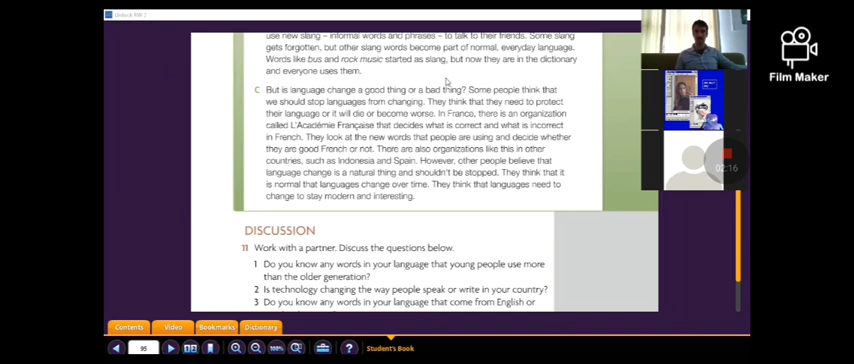 Unlock RW 2
use new slang – informal words and phrases – to talk to their friends. Some slang
gets forgotten, but other slang words become part of normal, everyday language.
Words like bus and rock music started as slang, but now they are in the dictionary
and everyone uses them.
C But is language change a good thing or a bad thing? Some people think that
we should stop languages from changing. They think that they need to protect
their language or it will die or become worse. In France, there is an organization
called L'Académie Française that decides what is correct and what is incorrect
in French. They look at the new words that people are using and decide whether
they are good French or not. There are also organizations like this in other
countries, such as Indonesia and Spain. However, other people believe that
language change is a natural thing and shouldn't be stopped. They think that it
is normal that languages change over time. They think that languages need to
change to stay modern and interesting.
DISCUSSION
11 Work with a partner. Discuss the questions below.
1 Do you know any words in your language that young people use more
than the older generation?
2 Is technology changing the way people speak or write in your country?
3 Do you know any words in your language that come from English or
Contents Video Bookmarks Dictionary
95
100%
Student's Book
Film Maker
02:16